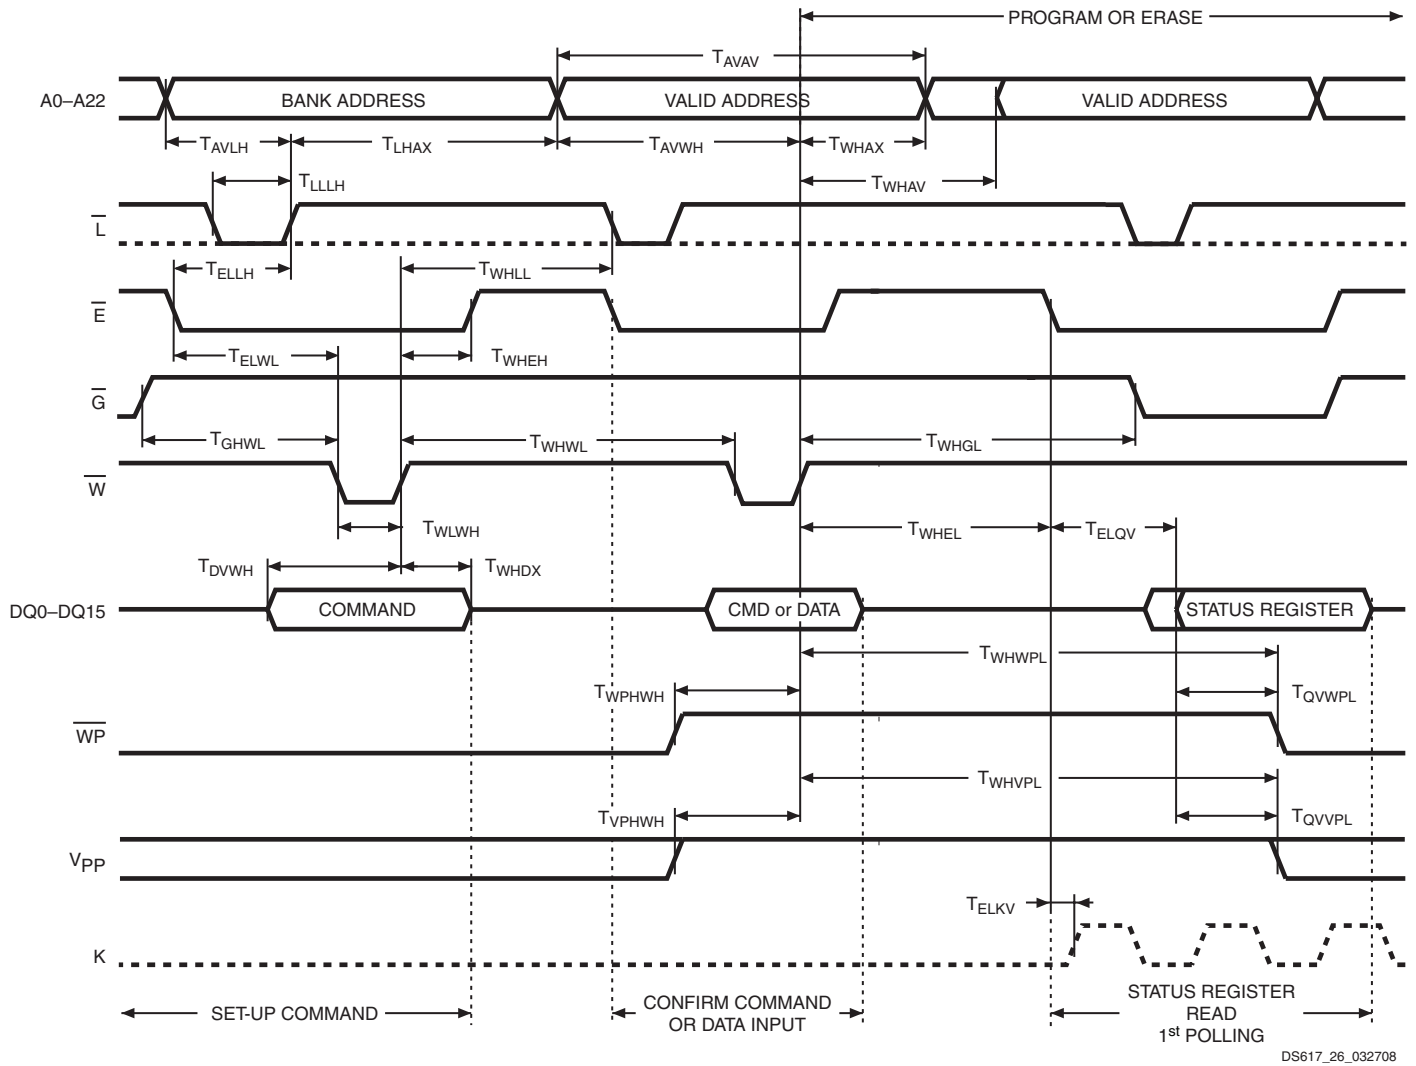 PROGRAM OR ERASE
TAVAV
A0–A22
BANK ADDRESS
VALID ADDRESS
VALID ADDRESS
TAVLH
TLHAX
TAVWH
TWHAX
TLLLH
TWHAV
L
TELLH
TWHLL
E
TELWL
TWHEH
G
TGHWL
TWHWL
TWHGL
W
TWLWH
TWHEL
TELQV
TDVWH
TWHDX
DQ0–DQ15
COMMAND
CMD or DATA
STATUS REGISTER
TWHWPL
TWPHWH
TQVWPL
WP
TWHVPL
TVPHWH
TQVVPL
VPP
TELKV
K
SET-UP COMMAND
CONFIRM COMMAND
OR DATA INPUT
STATUS REGISTER
READ
1st POLLING
DS617_26_032708